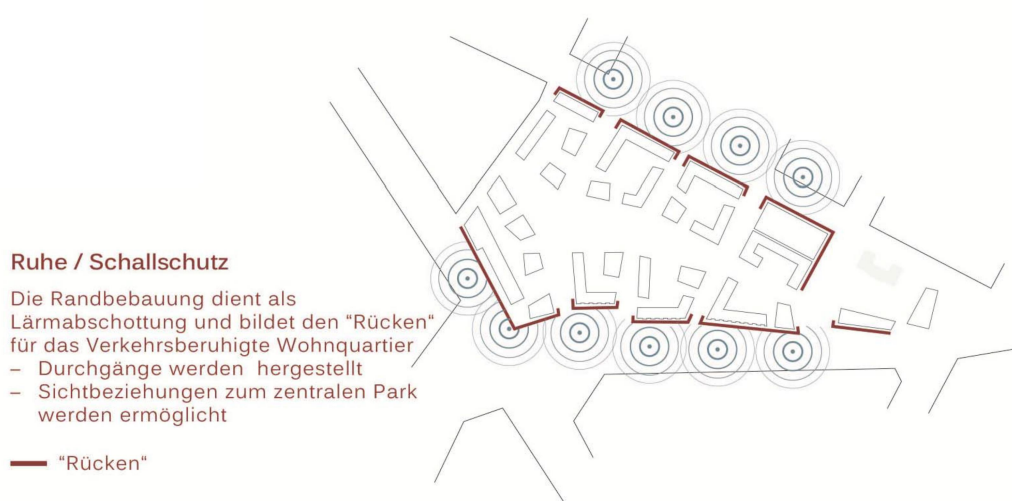 Ruhe / Schallschutz
Die Randbebauung dient als
Lärmabschottung und bildet den "Rücken"
für das Verkehrsberuhigte Wohnquartier
– Durchgänge werden hergestellt
– Sichtbeziehungen zum zentralen Park
werden ermöglicht
"Rücken"